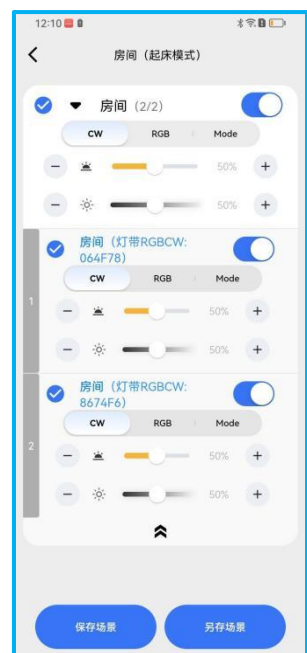 12:10
房间（起床模式）
房间 (2/2)
CW RGB Mode
50%
50%
房间（灯带RGBCW:
064F78)
CW RGB Mode
1
50%
50%
房间（灯带RGBCW:
8674F6)
CW RGB Mode
2
50%
50%
保存场景 另存场景